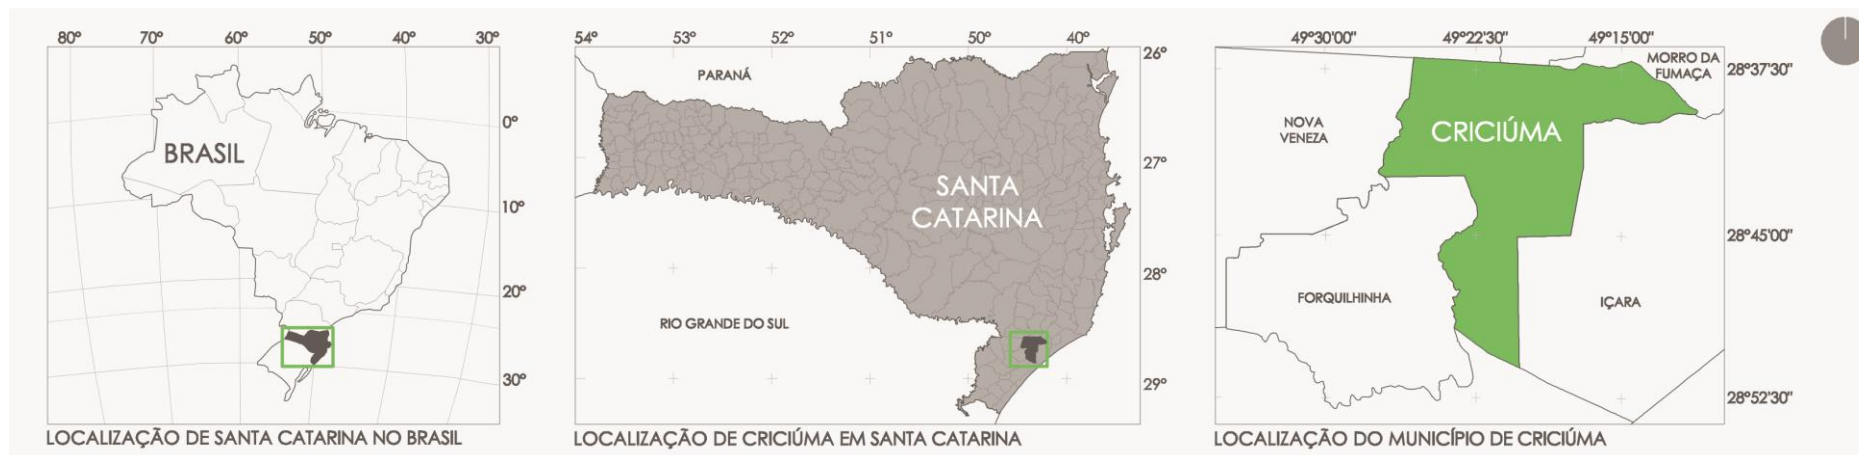 80° 70° 60° 50° 40° 30°
0°
BRASIL
10°
20°
30°
LOCALIZAÇÃO DE SANTA CATARINA NO BRASIL
54° 53° 52° 51° 50° 40°
26°
PARANÁ
27°
SANTA
CATARINA
28°
RIO GRANDE DO SUL
29°
LOCALIZAÇÃO DE CRICIÚMA EM SANTA CATARINA
49°30'00" 49°22'30" 49°15'00"
MORRO DA
FUMAÇA
28°37'30"
NOVA
VENEZA
CRICIÚMA
28°45'00"
FORQUILHINHA
IÇARA
28°52'30"
LOCALIZAÇÃO DO MUNICÍPIO DE CRICIÚMA